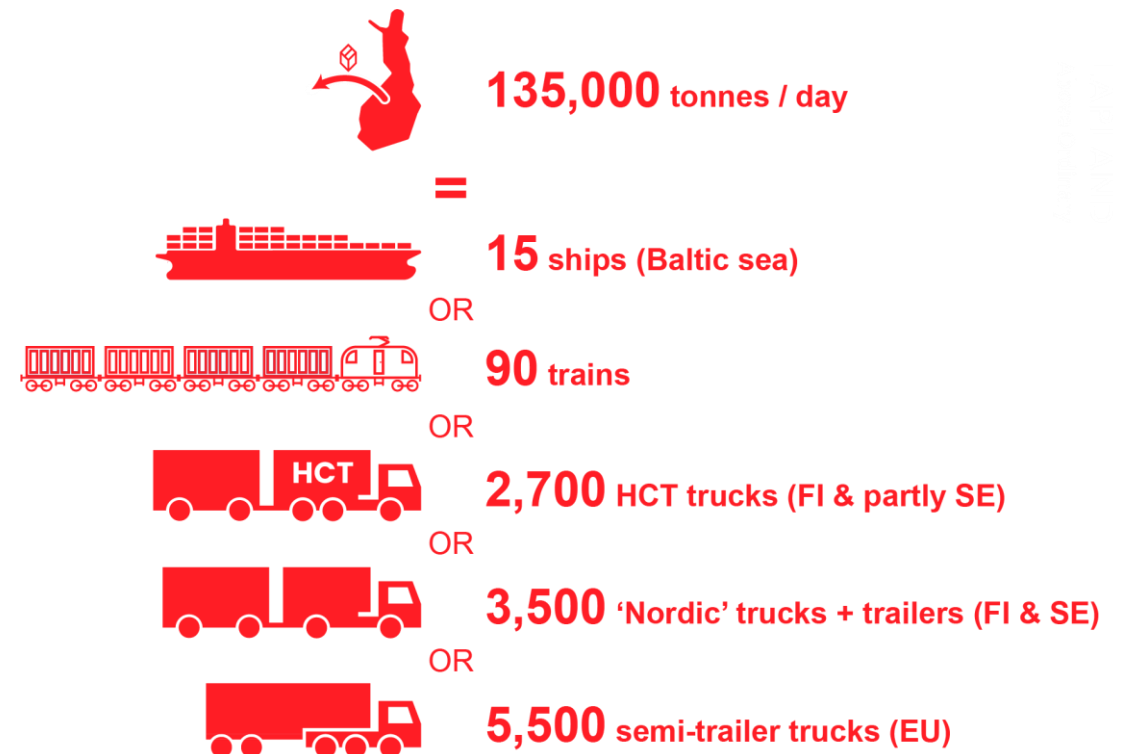 135,000 tonnes / day
=
15 ships (Baltic sea)
OR
90 trains
OR
HCT
2,700 HCT trucks (FI & partly SE)
OR
3,500 ‘Nordic’ trucks + trailers (FI & SE)
OR
5,500 semi-trailer trucks (EU)